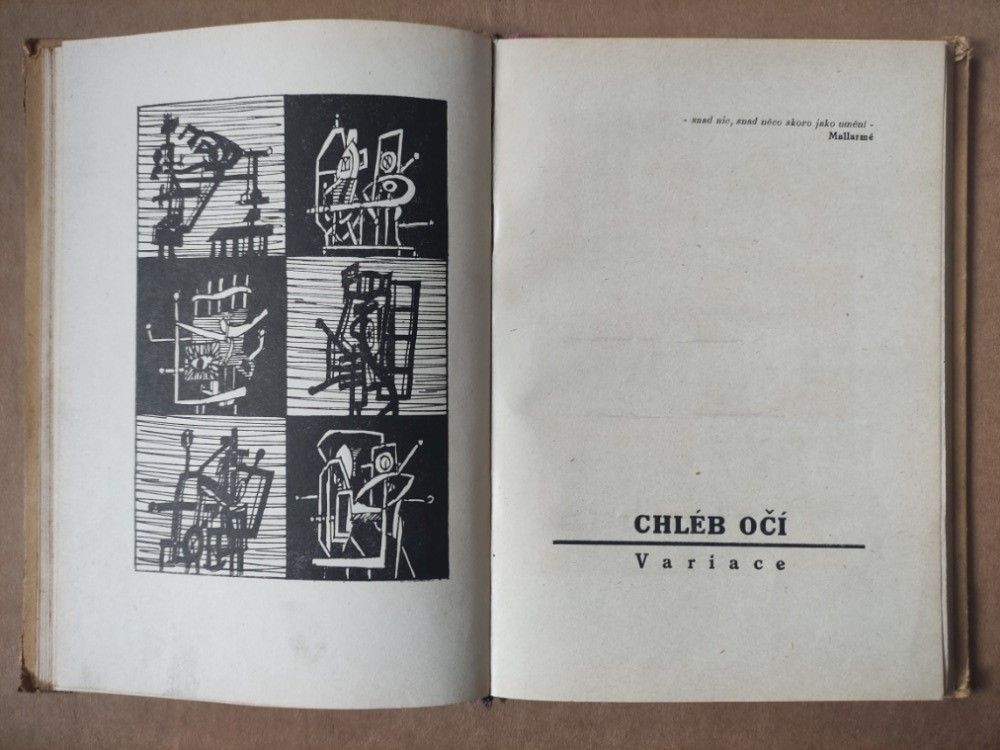 - snad nic, snad něco skoro jako umění -
Mallarmé
CHLÉB OČÍ
Variace